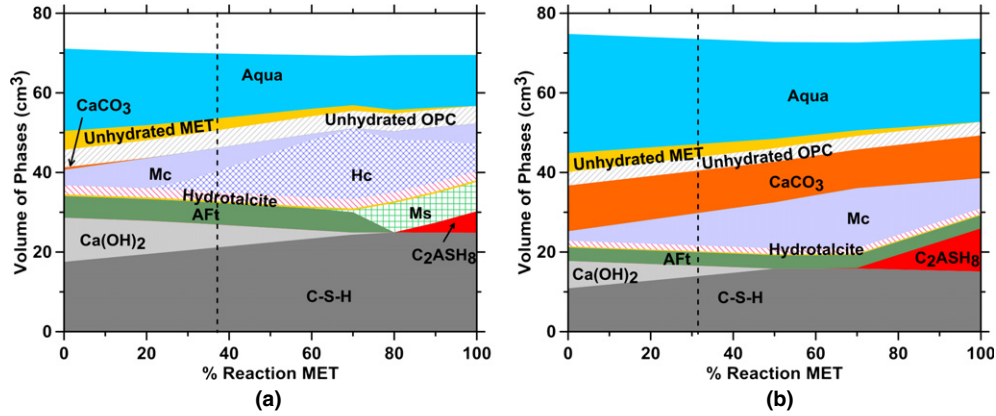 80
60
40
20
0
Volume of Phases (cm³)
Aqua
CaCO₃
Unhydrated MET
Unhydrated OPC
Mc
Hc
Hydrotalcite
AFt
Ms
Ca(OH)₂
C₂ASH₈
C-S-H
0 20 40 60 80 100
% Reaction MET
(a)
80
60
40
20
0
Volume of Phases (cm³)
Aqua
Unhydrated MET
Unhydrated OPC
CaCO₃
Mc
Hydrotalcite
AFt
C₂ASH₈
Ca(OH)₂
C-S-H
0 20 40 60 80 100
% Reaction MET
(b)